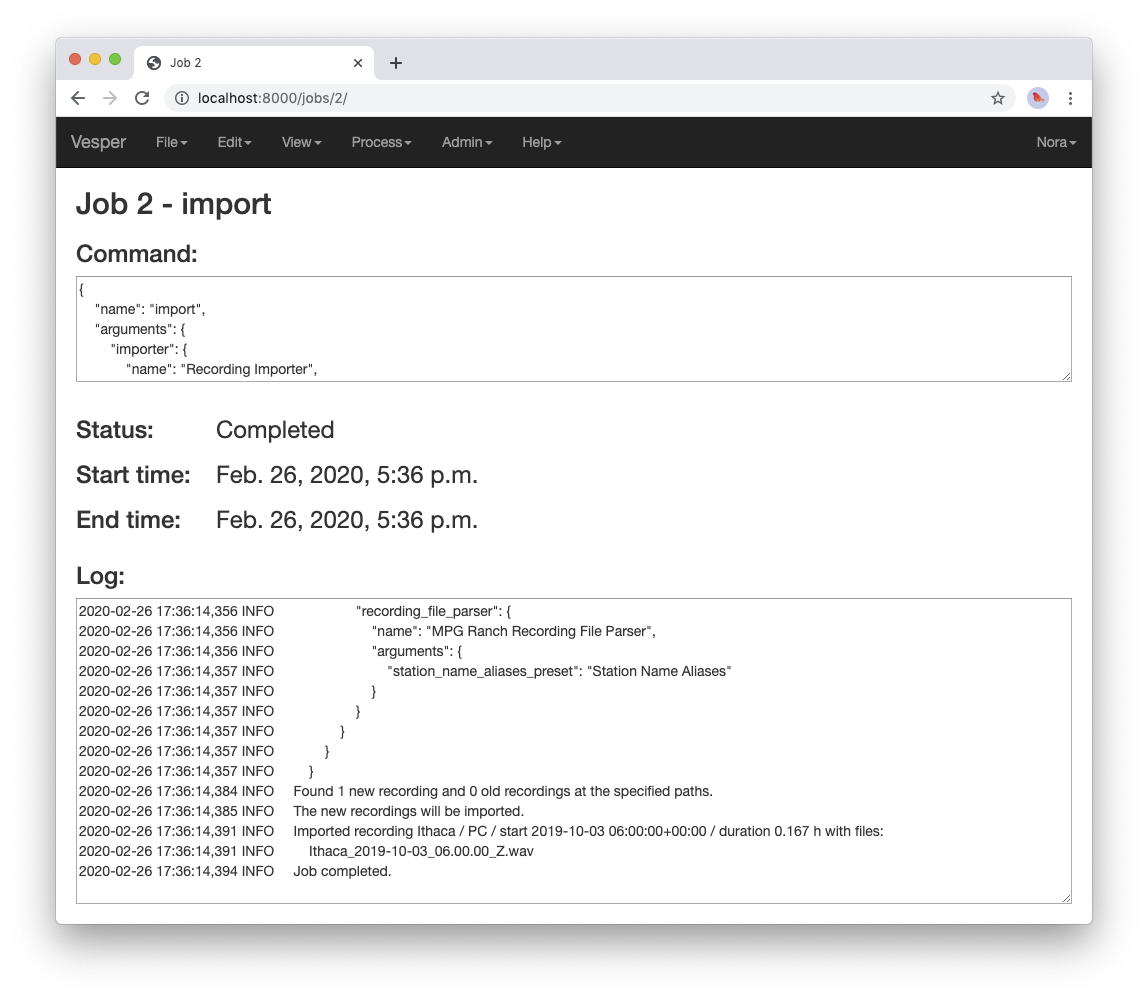 Job 2
localhost:8000/jobs/2/
Vesper File Edit View Process Admin Help Nora
Job 2 - import
Command:
{
"name": "import",
"arguments": {
"importer": {
"name": "Recording Importer",
Status: Completed
Start time: Feb. 26, 2020, 5:36 p.m.
End time: Feb. 26, 2020, 5:36 p.m.
Log:
2020-02-26 17:36:14,356 INFO "recording_file_parser": {
2020-02-26 17:36:14,356 INFO "name": "MPG Ranch Recording File Parser",
2020-02-26 17:36:14,356 INFO "arguments": {
2020-02-26 17:36:14,357 INFO "station_name_aliases_preset": "Station Name Aliases"
2020-02-26 17:36:14,357 INFO }
2020-02-26 17:36:14,357 INFO }
2020-02-26 17:36:14,357 INFO }
2020-02-26 17:36:14,357 INFO }
2020-02-26 17:36:14,357 INFO }
2020-02-26 17:36:14,384 INFO Found 1 new recording and 0 old recordings at the specified paths.
2020-02-26 17:36:14,385 INFO The new recordings will be imported.
2020-02-26 17:36:14,391 INFO Imported recording Ithaca / PC / start 2019-10-03 06:00:00+00:00 / duration 0.167 h with files:
2020-02-26 17:36:14,391 INFO Ithaca_2019-10-03_06.00.00_Z.wav
2020-02-26 17:36:14,394 INFO Job completed.